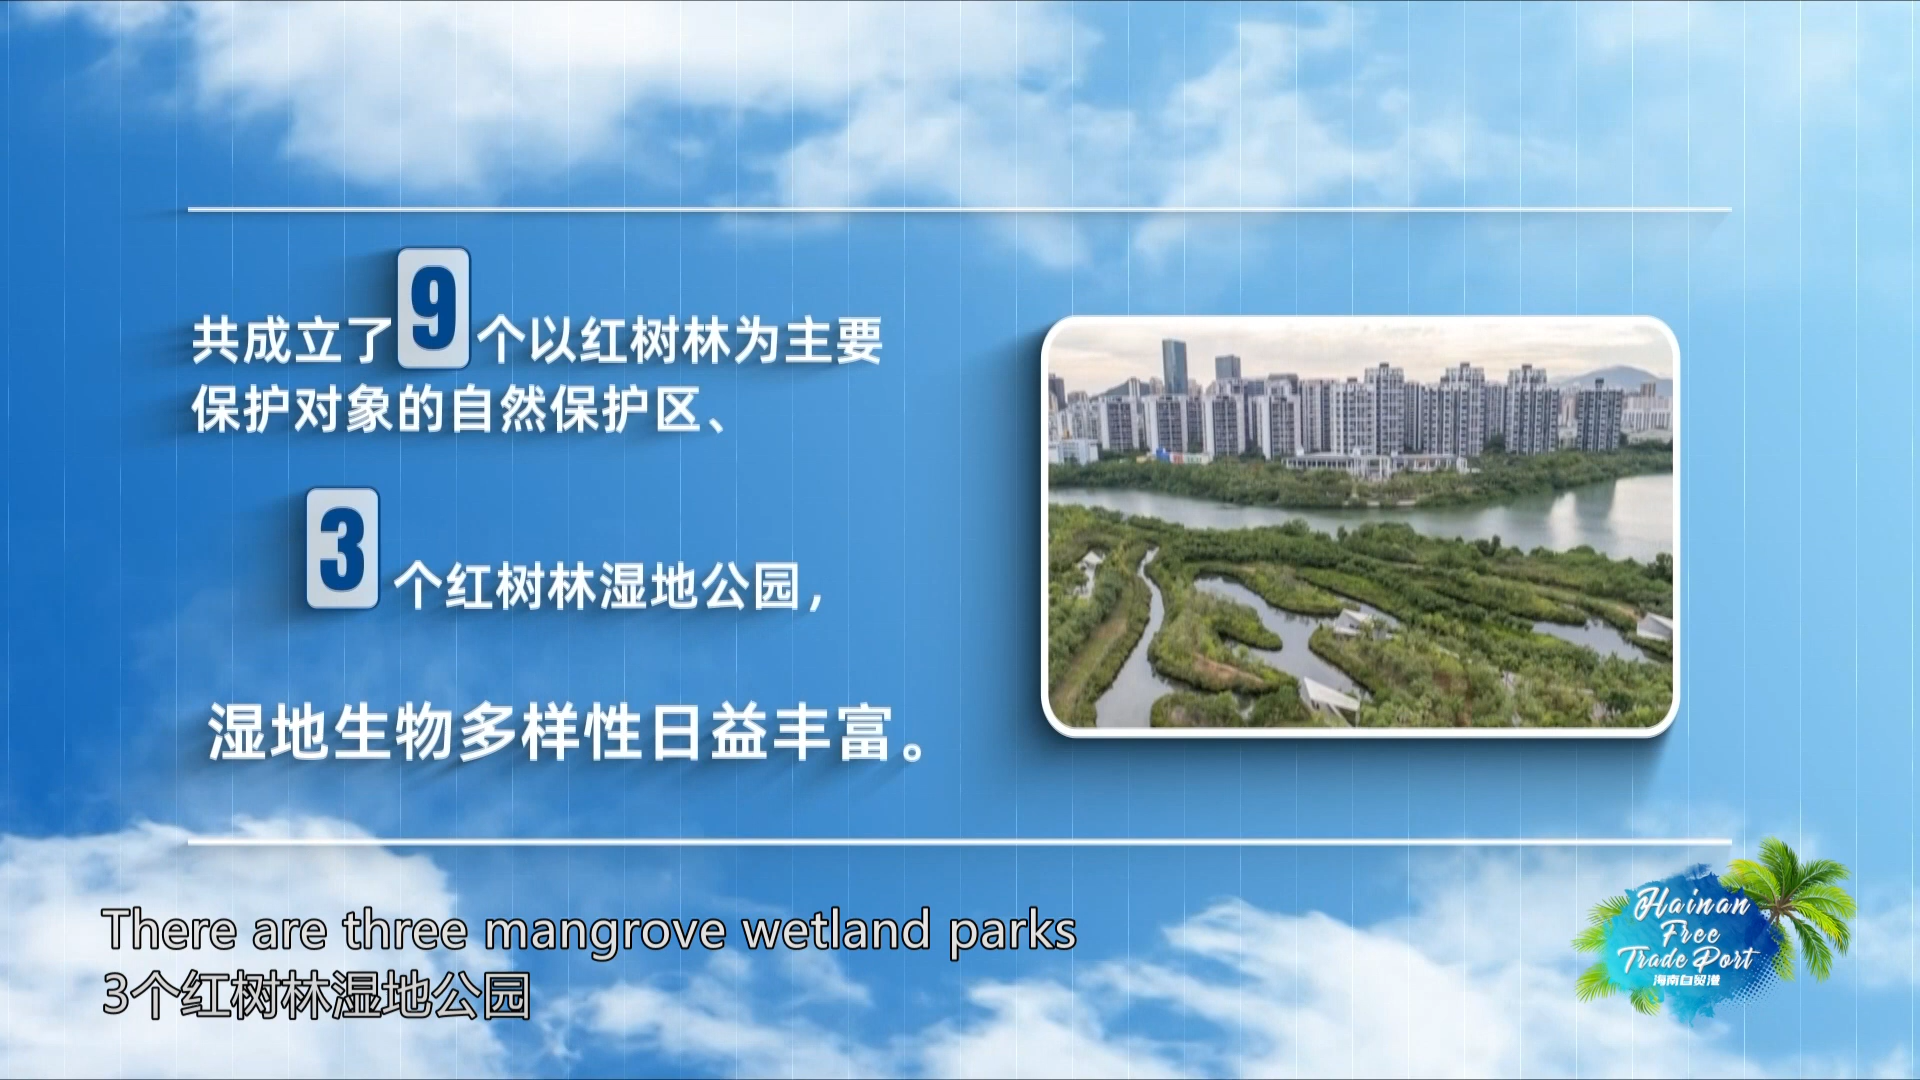 共成立了9个以红树林为主要
保护对象的自然保护区、
3个红树林湿地公园，
湿地生物多样性日益丰富。
There are three mangrove wetland parks
3个红树林湿地公园
Hainan
Free
Trade Port
海南自贸港